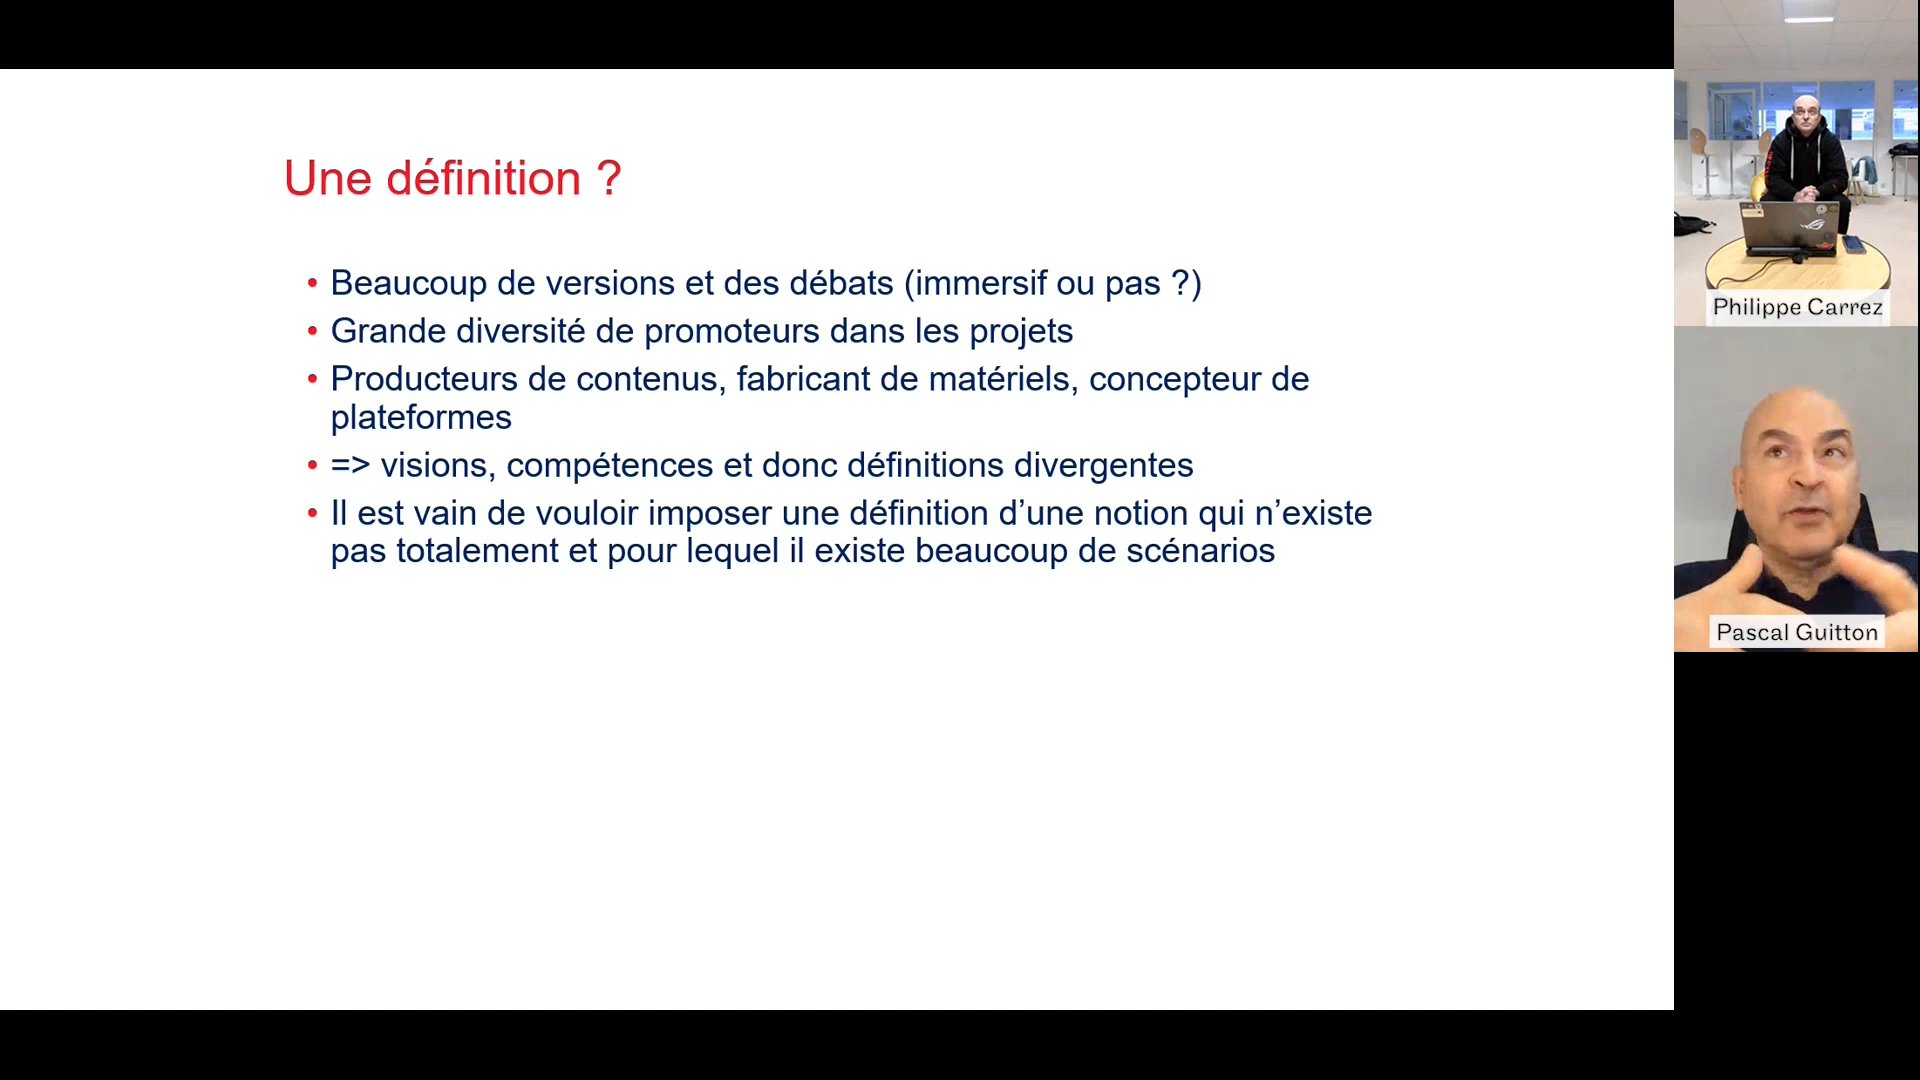 Une définition ?
• Beaucoup de versions et des débats (immersif ou pas ?)
• Grande diversité de promoteurs dans les projets
• Producteurs de contenus, fabricant de matériels, concepteur de
plateformes
• => visions, compétences et donc définitions divergentes
• Il est vain de vouloir imposer une définition d’une notion qui n’existe
pas totalement et pour lequel il existe beaucoup de scénarios
Philippe Carrez
Pascal Guitton